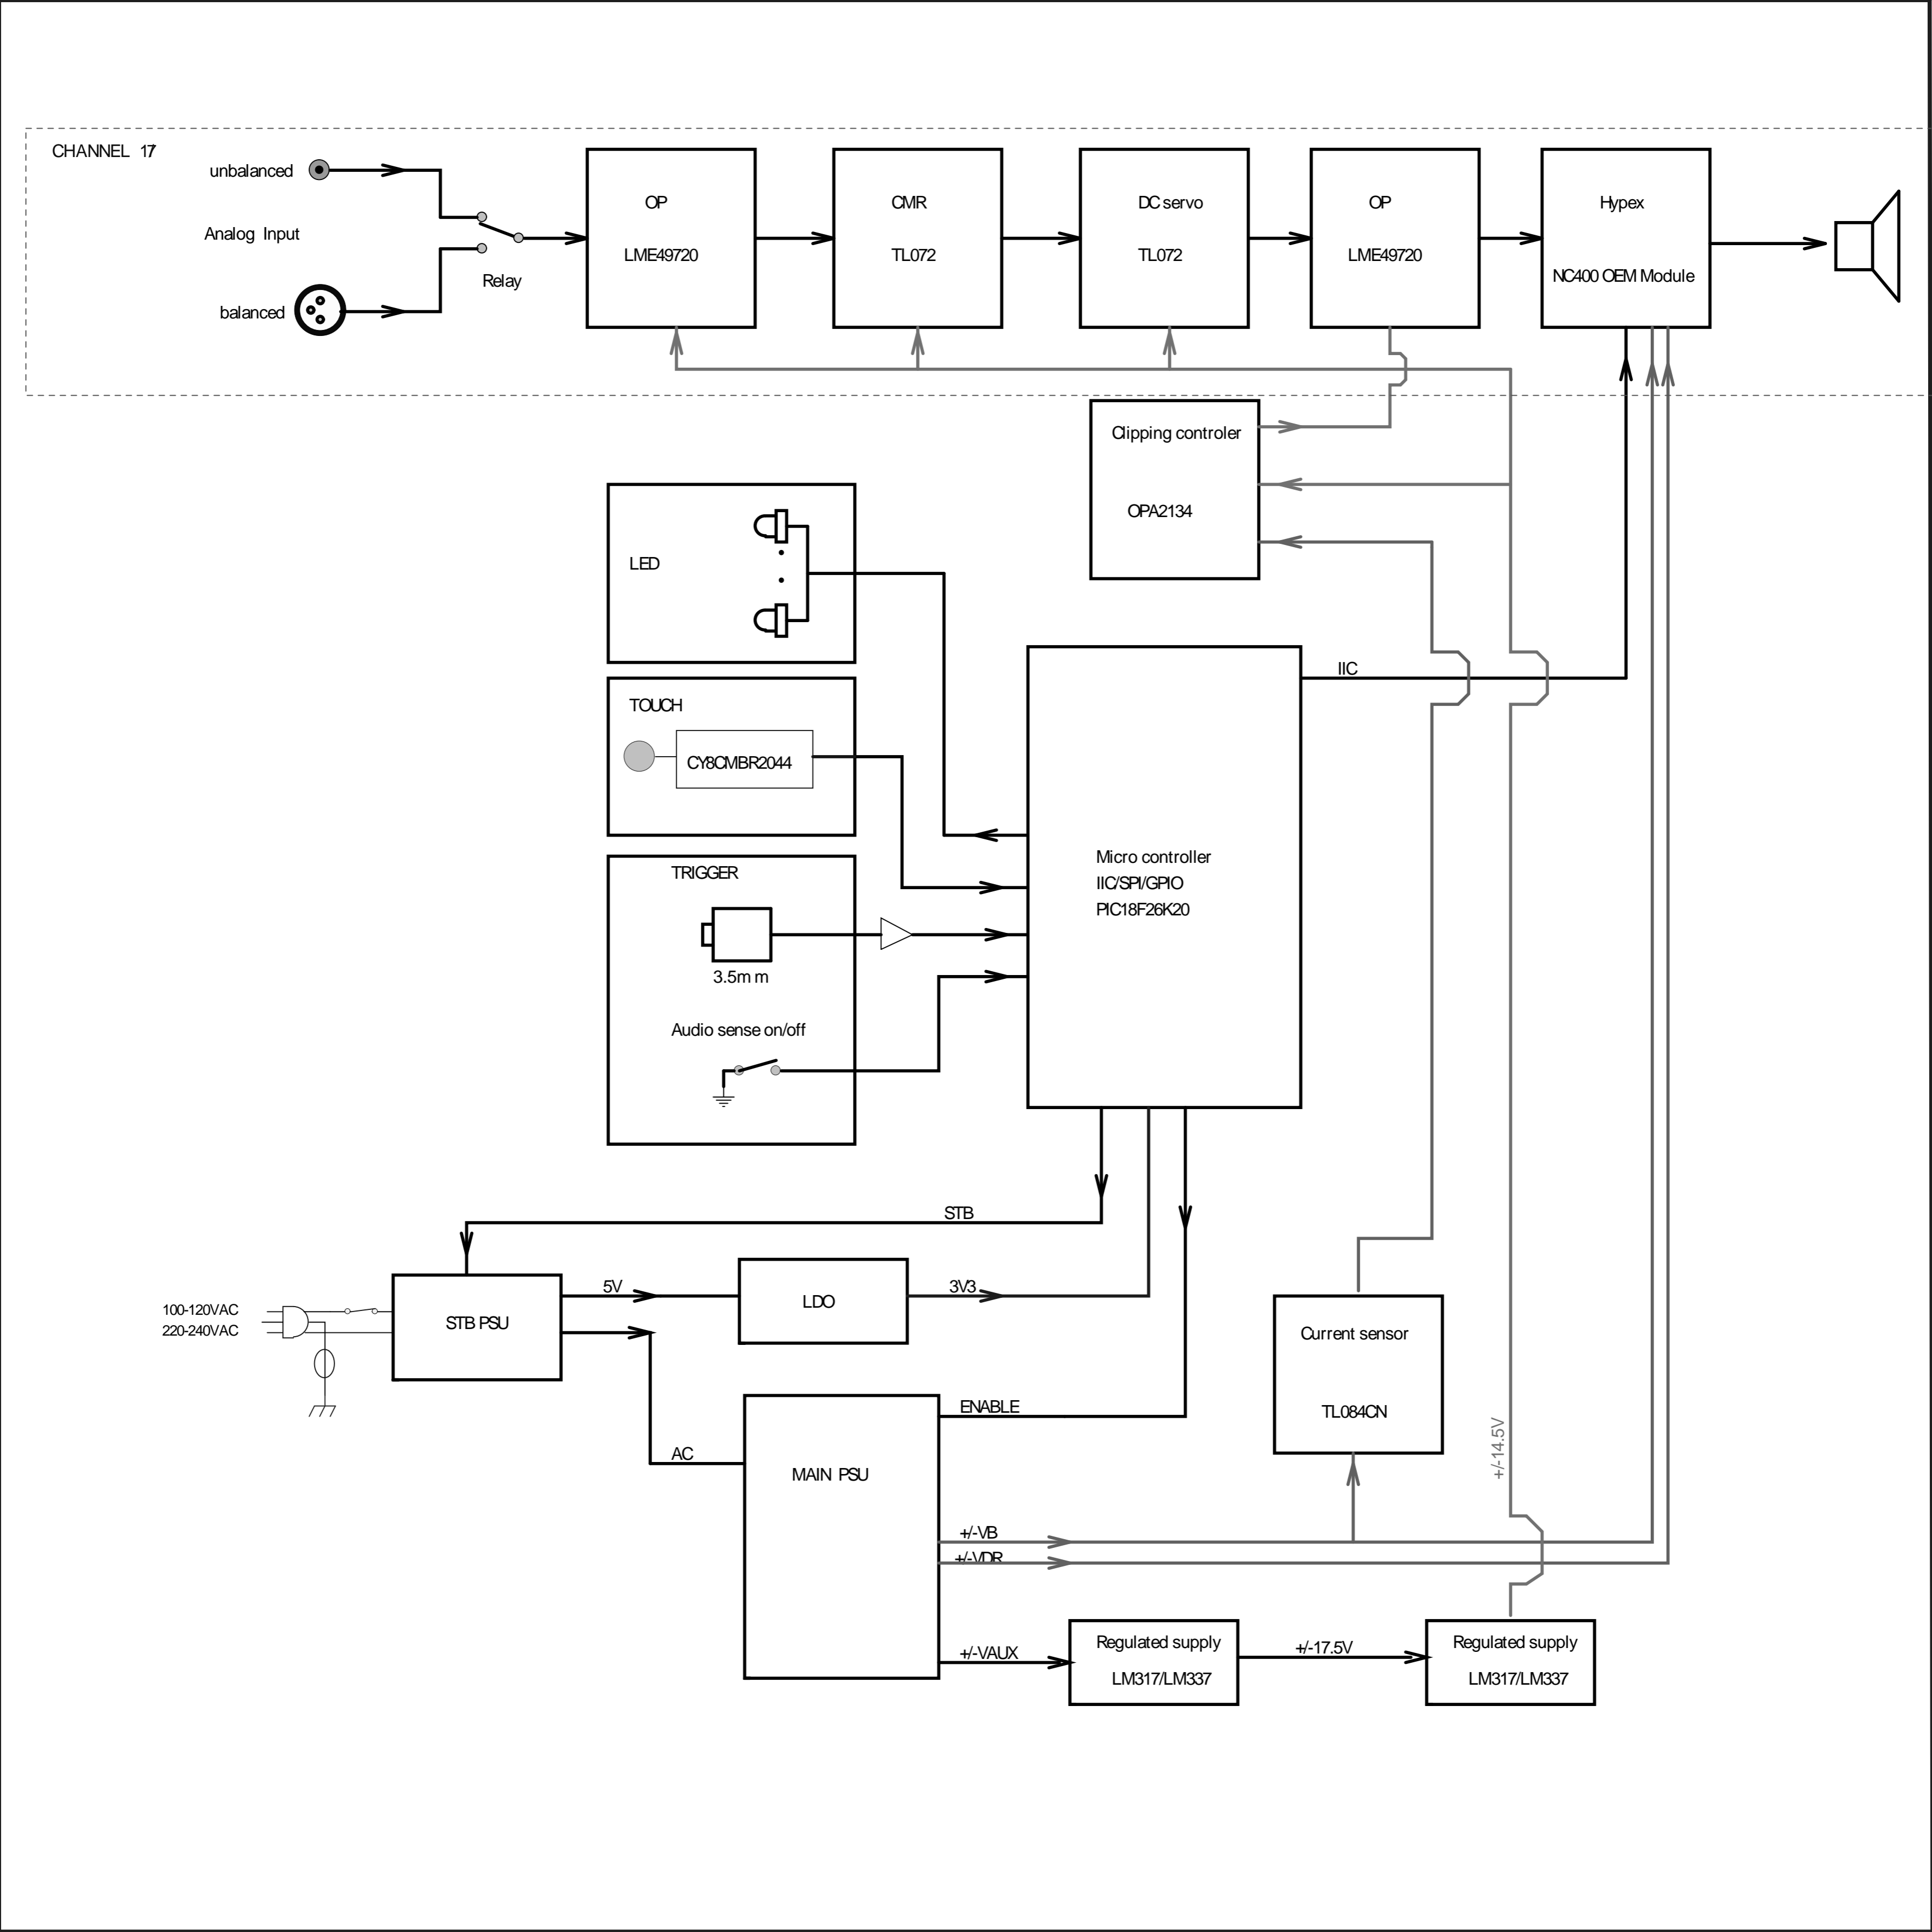 CHANNEL 17
unbalanced
Analog Input
balanced
Relay
OP
LME49720
CMR
TL072
DC servo
TL072
OP
LME49720
Hypex
NC400 OEM Module
Clipping controler
OPA2134
LED
TOUCH
CY8CMBR2044
TRIGGER
3.5mm
Audio sense on/off
Micro controller
IIC/SPI/GPIO
PIC18F26K20
IIC
STB
100-120VAC
220-240VAC
STB PSU
5V
LDO
3V3
AC
MAIN PSU
ENABLE
+/-VB
+/-VDR
+/-VAUX
Current sensor
TL084CN
+/-14.5V
Regulated supply
LM317/LM337
+/-17.5V
Regulated supply
LM317/LM337